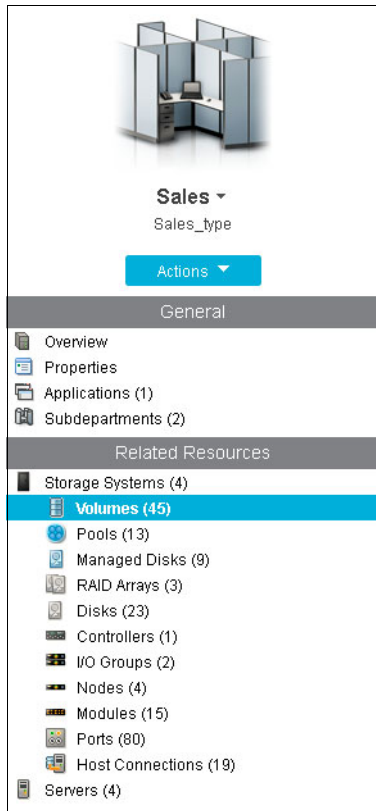 Sales
Sales_type
Actions
General
Overview
Properties
Applications (1)
Subdepartments (2)
Related Resources
Storage Systems (4)
Volumes (45)
Pools (13)
Managed Disks (9)
RAID Arrays (3)
Disks (23)
Controllers (1)
I/O Groups (2)
Nodes (4)
Modules (15)
Ports (80)
Host Connections (19)
Servers (4)